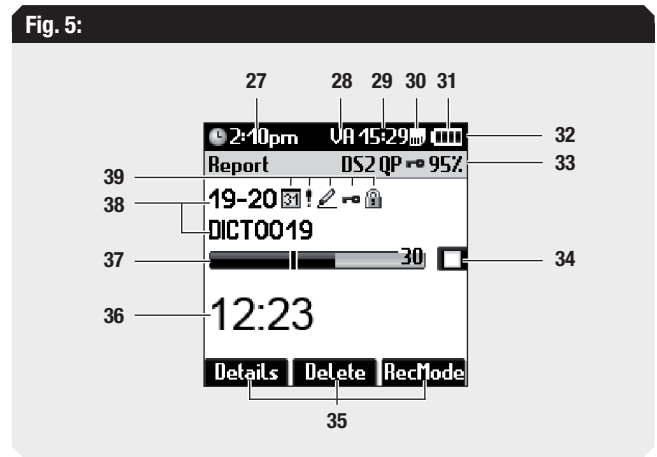 Fig. 5:
27 28 29 30 31
2:10pm VA 15:29
32
Report DS2 QP 95%
33
39
19-20 31 !
38
DICT0019
37
30
34
36
12:23
Details Delete RecMode
35